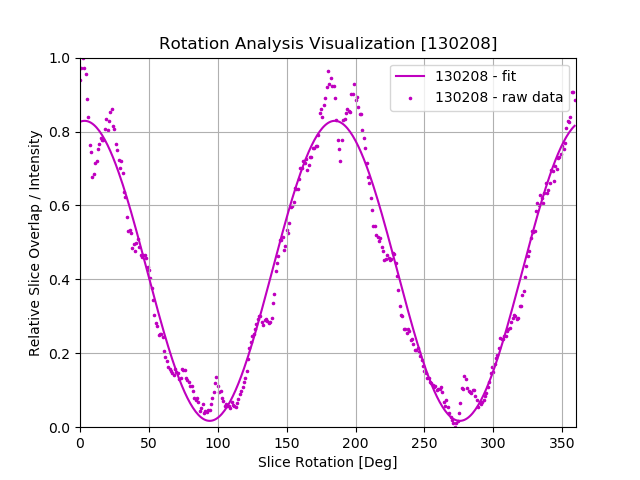 Rotation Analysis Visualization [130208]
130208 - fit
130208 - raw data
Relative Slice Overlap / Intensity
1.0
0.8
0.6
0.4
0.2
0.0
0 50 100 150 200 250 300 350
Slice Rotation [Deg]